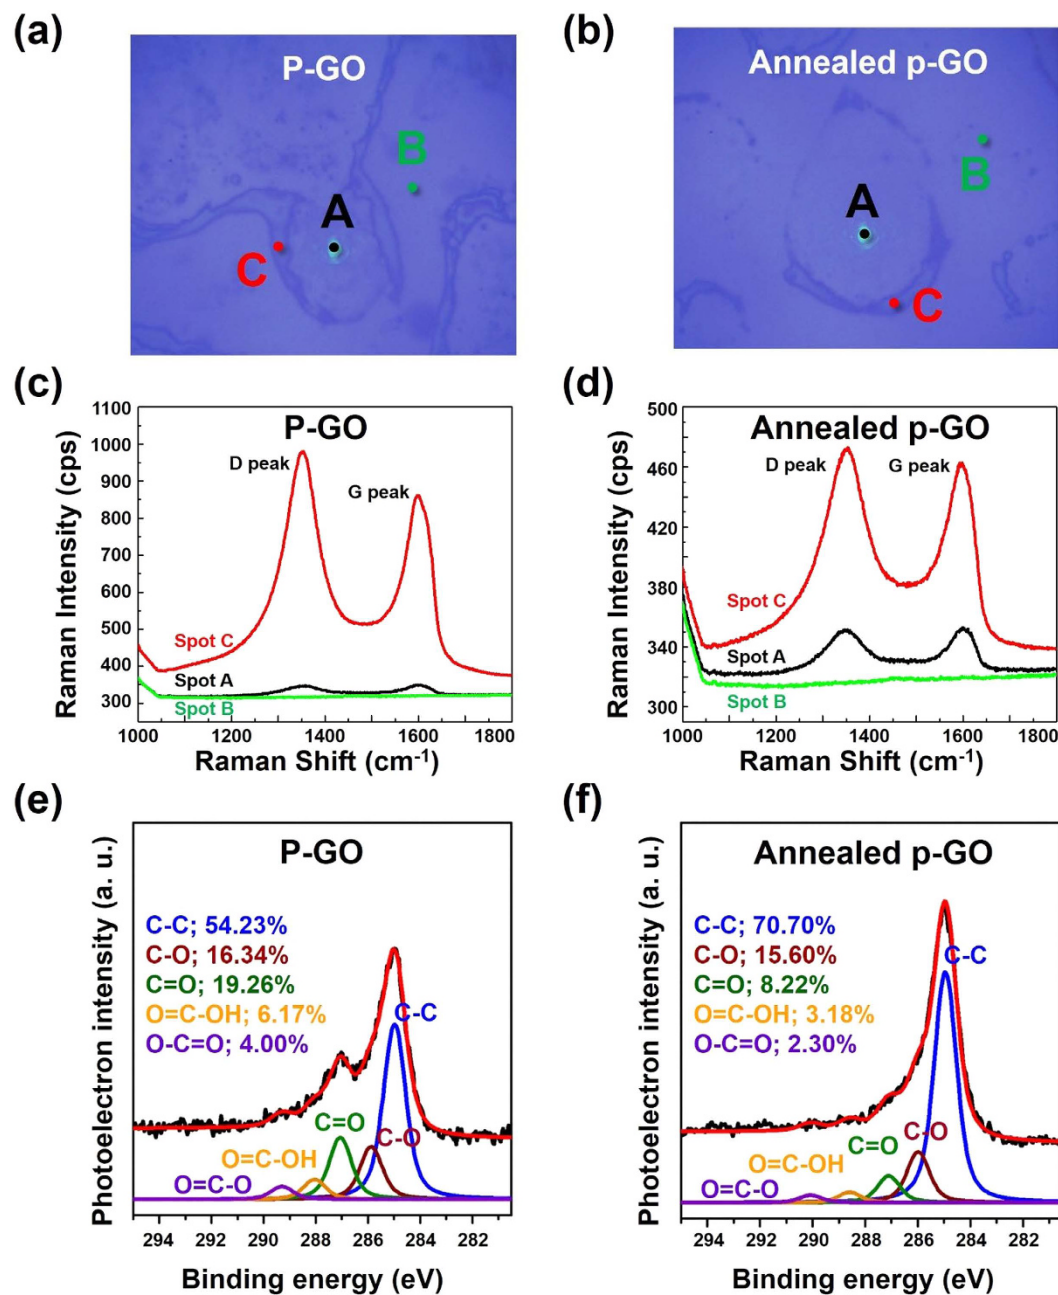 (a)
P-GO
A
B
C
(b)
Annealed p-GO
A
B
C
(c)
P-GO
D peak
G peak
Spot C
Spot A
Spot B
1100
1000
900
800
700
600
500
400
300
1000 1200 1400 1600 1800
Raman Intensity (cps)
Raman Shift (cm-1)
(d)
Annealed p-GO
D peak
G peak
Spot C
Spot A
Spot B
500
460
420
380
340
300
1000 1200 1400 1600 1800
Raman Intensity (cps)
Raman Shift (cm-1)
(e)
P-GO
C-C; 54.23%
C-O; 16.34%
C=O; 19.26%
O=C-OH; 6.17%
O-C=O; 4.00%
C-C
C=O
C-O
O=C-OH
O=C-O
294 292 290 288 286 284 282
Photoelectron intensity (a. u.)
Binding energy (eV)
(f)
Annealed p-GO
C-C; 70.70%
C-O; 15.60%
C=O; 8.22%
O=C-OH; 3.18%
O-C=O; 2.30%
C-C
C-O
C=O
O=C-OH
O=C-O
294 292 290 288 286 284 282
Photoelectron intensity (a. u.)
Binding energy (eV)